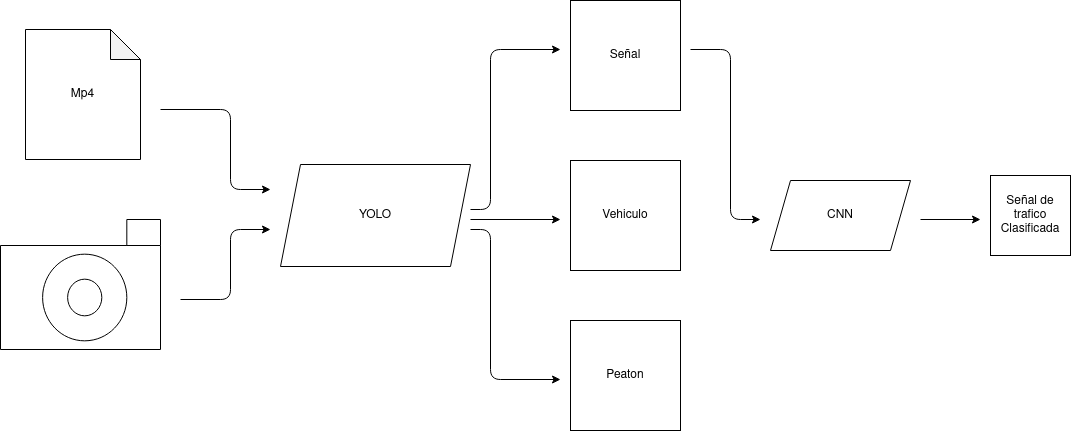 Mp4
YOLO
Señal
Vehiculo
Peaton
CNN
Señal de
trafico
Clasificada